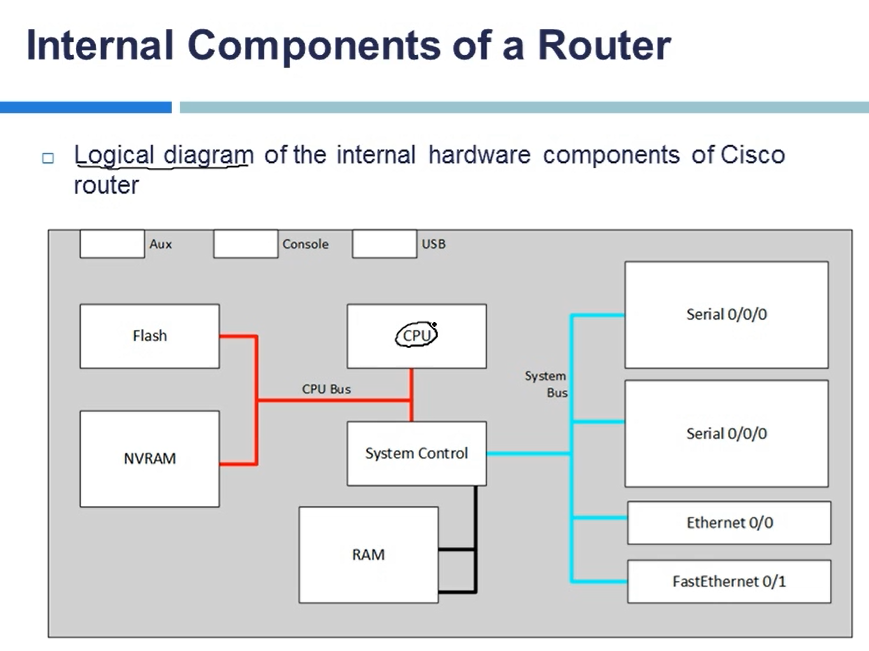 Internal Components of a Router
Logical diagram of the internal hardware components of Cisco
router
Aux
Console
USB
Flash
CPU
Serial 0/0/0
CPU Bus
System
Bus
NVRAM
System Control
Serial 0/0/0
RAM
Ethernet 0/0
FastEthernet 0/1